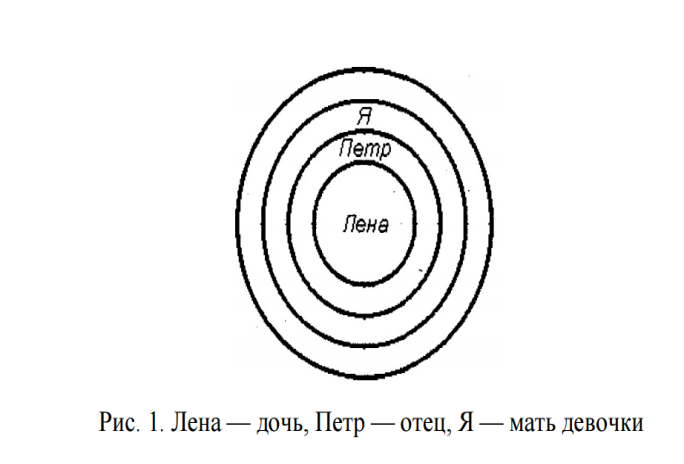 Я
Петр
Лена
Рис. 1. Лена — дочь, Петр — отец, Я — мать девочки